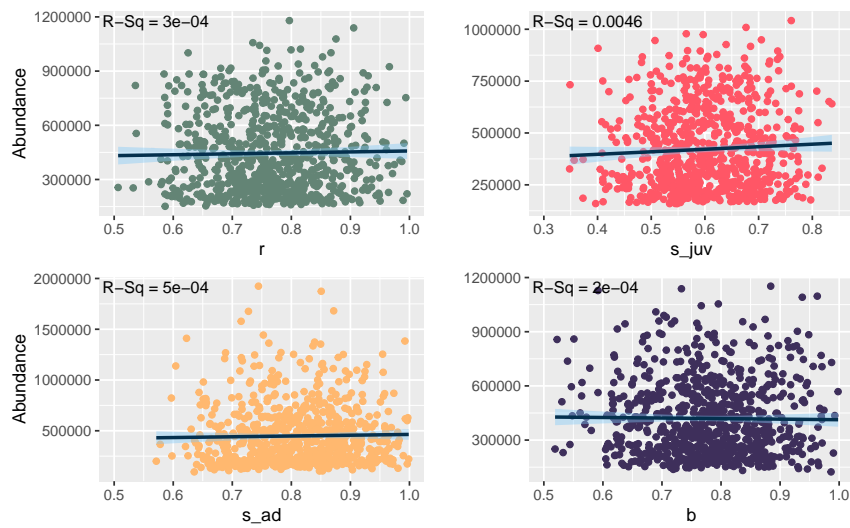 R−Sq = 3e−04
1200000
900000
600000
300000
Abundance
0.5 0.6 0.7 0.8 0.9 1.0
r
R−Sq = 0.0046
1000000
750000
500000
250000
0.3 0.4 0.5 0.6 0.7 0.8
s_juv
R−Sq = 5e−04
2000000
1500000
1000000
500000
Abundance
0.5 0.6 0.7 0.8 0.9 1.0
s_ad
R−Sq = 2e−04
1200000
900000
600000
300000
0.5 0.6 0.7 0.8 0.9 1.0
b